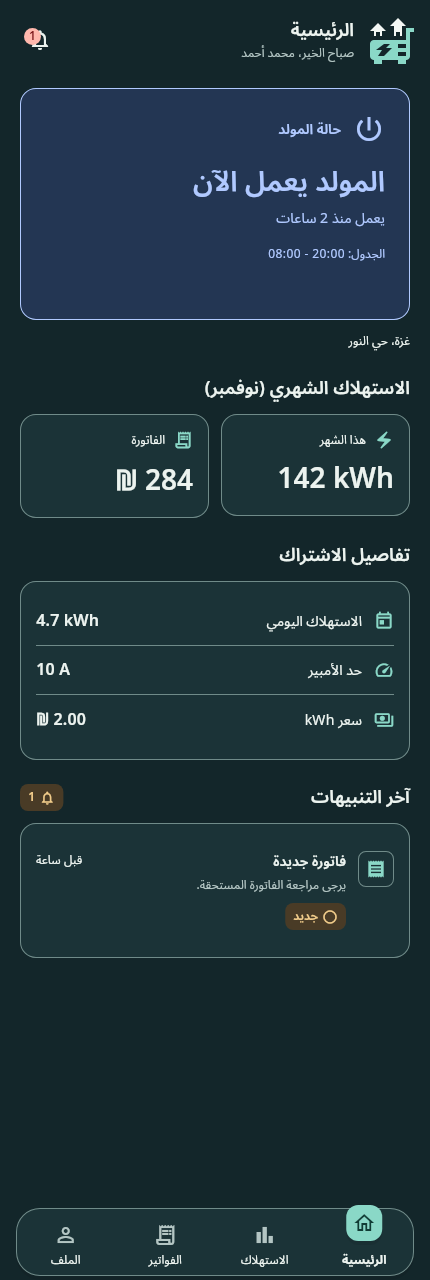 الرئيسية
صباح الخير، محمد أحمد
1
حالة المولد
المولد يعمل الآن
يعمل منذ 2 ساعات
الجدول: 20:00 - 08:00
غزة، حي النور
الاستهلاك الشهري (نوفمبر)
هذا الشهر
142 kWh
الفاتورة
284 ₪
تفاصيل الاشتراك
الاستهلاك اليومي 4.7 kWh
حد الأمبير 10 A
سعر kWh 2.00 ₪
آخر التنبيهات 1
فاتورة جديدة قبل ساعة
يرجى مراجعة الفاتورة المستحقة.
جديد
الرئيسية الاستهلاك الفواتير الملف